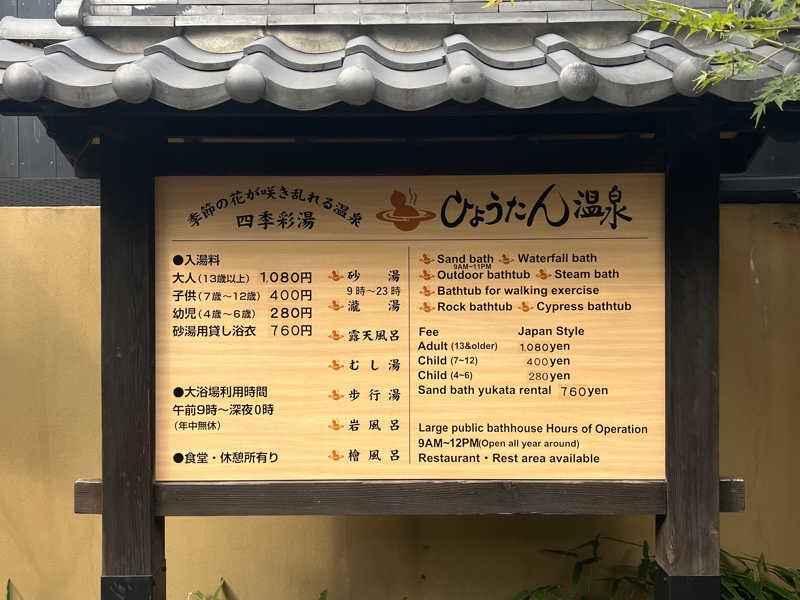 季節の花が咲き乱れる温泉
四季彩湯
ひょうたん温泉
●入湯料
大人(13歳以上) 1,080円
子供(7歳〜12歳) 400円
幼児(4歳〜6歳) 280円
砂湯用貸し浴衣 760円
●大浴場利用時間
午前9時〜深夜0時
(年中無休)
●食堂・休憩所有り
砂湯
9時〜23時
瀧湯
露天風呂
むし湯
歩行湯
岩風呂
檜風呂
Sand bath Waterfall bath
9AM~11PM
Outdoor bathtub Steam bath
Bathtub for walking exercise
Rock bathtub Cypress bathtub
Fee Japan Style
Adult (13&older) 1,080yen
Child (7~12) 400yen
Child (4~6) 280yen
Sand bath yukata rental 760yen
Large public bathhouse Hours of Operation
9AM~12PM(Open all year around)
Restaurant・Rest area available